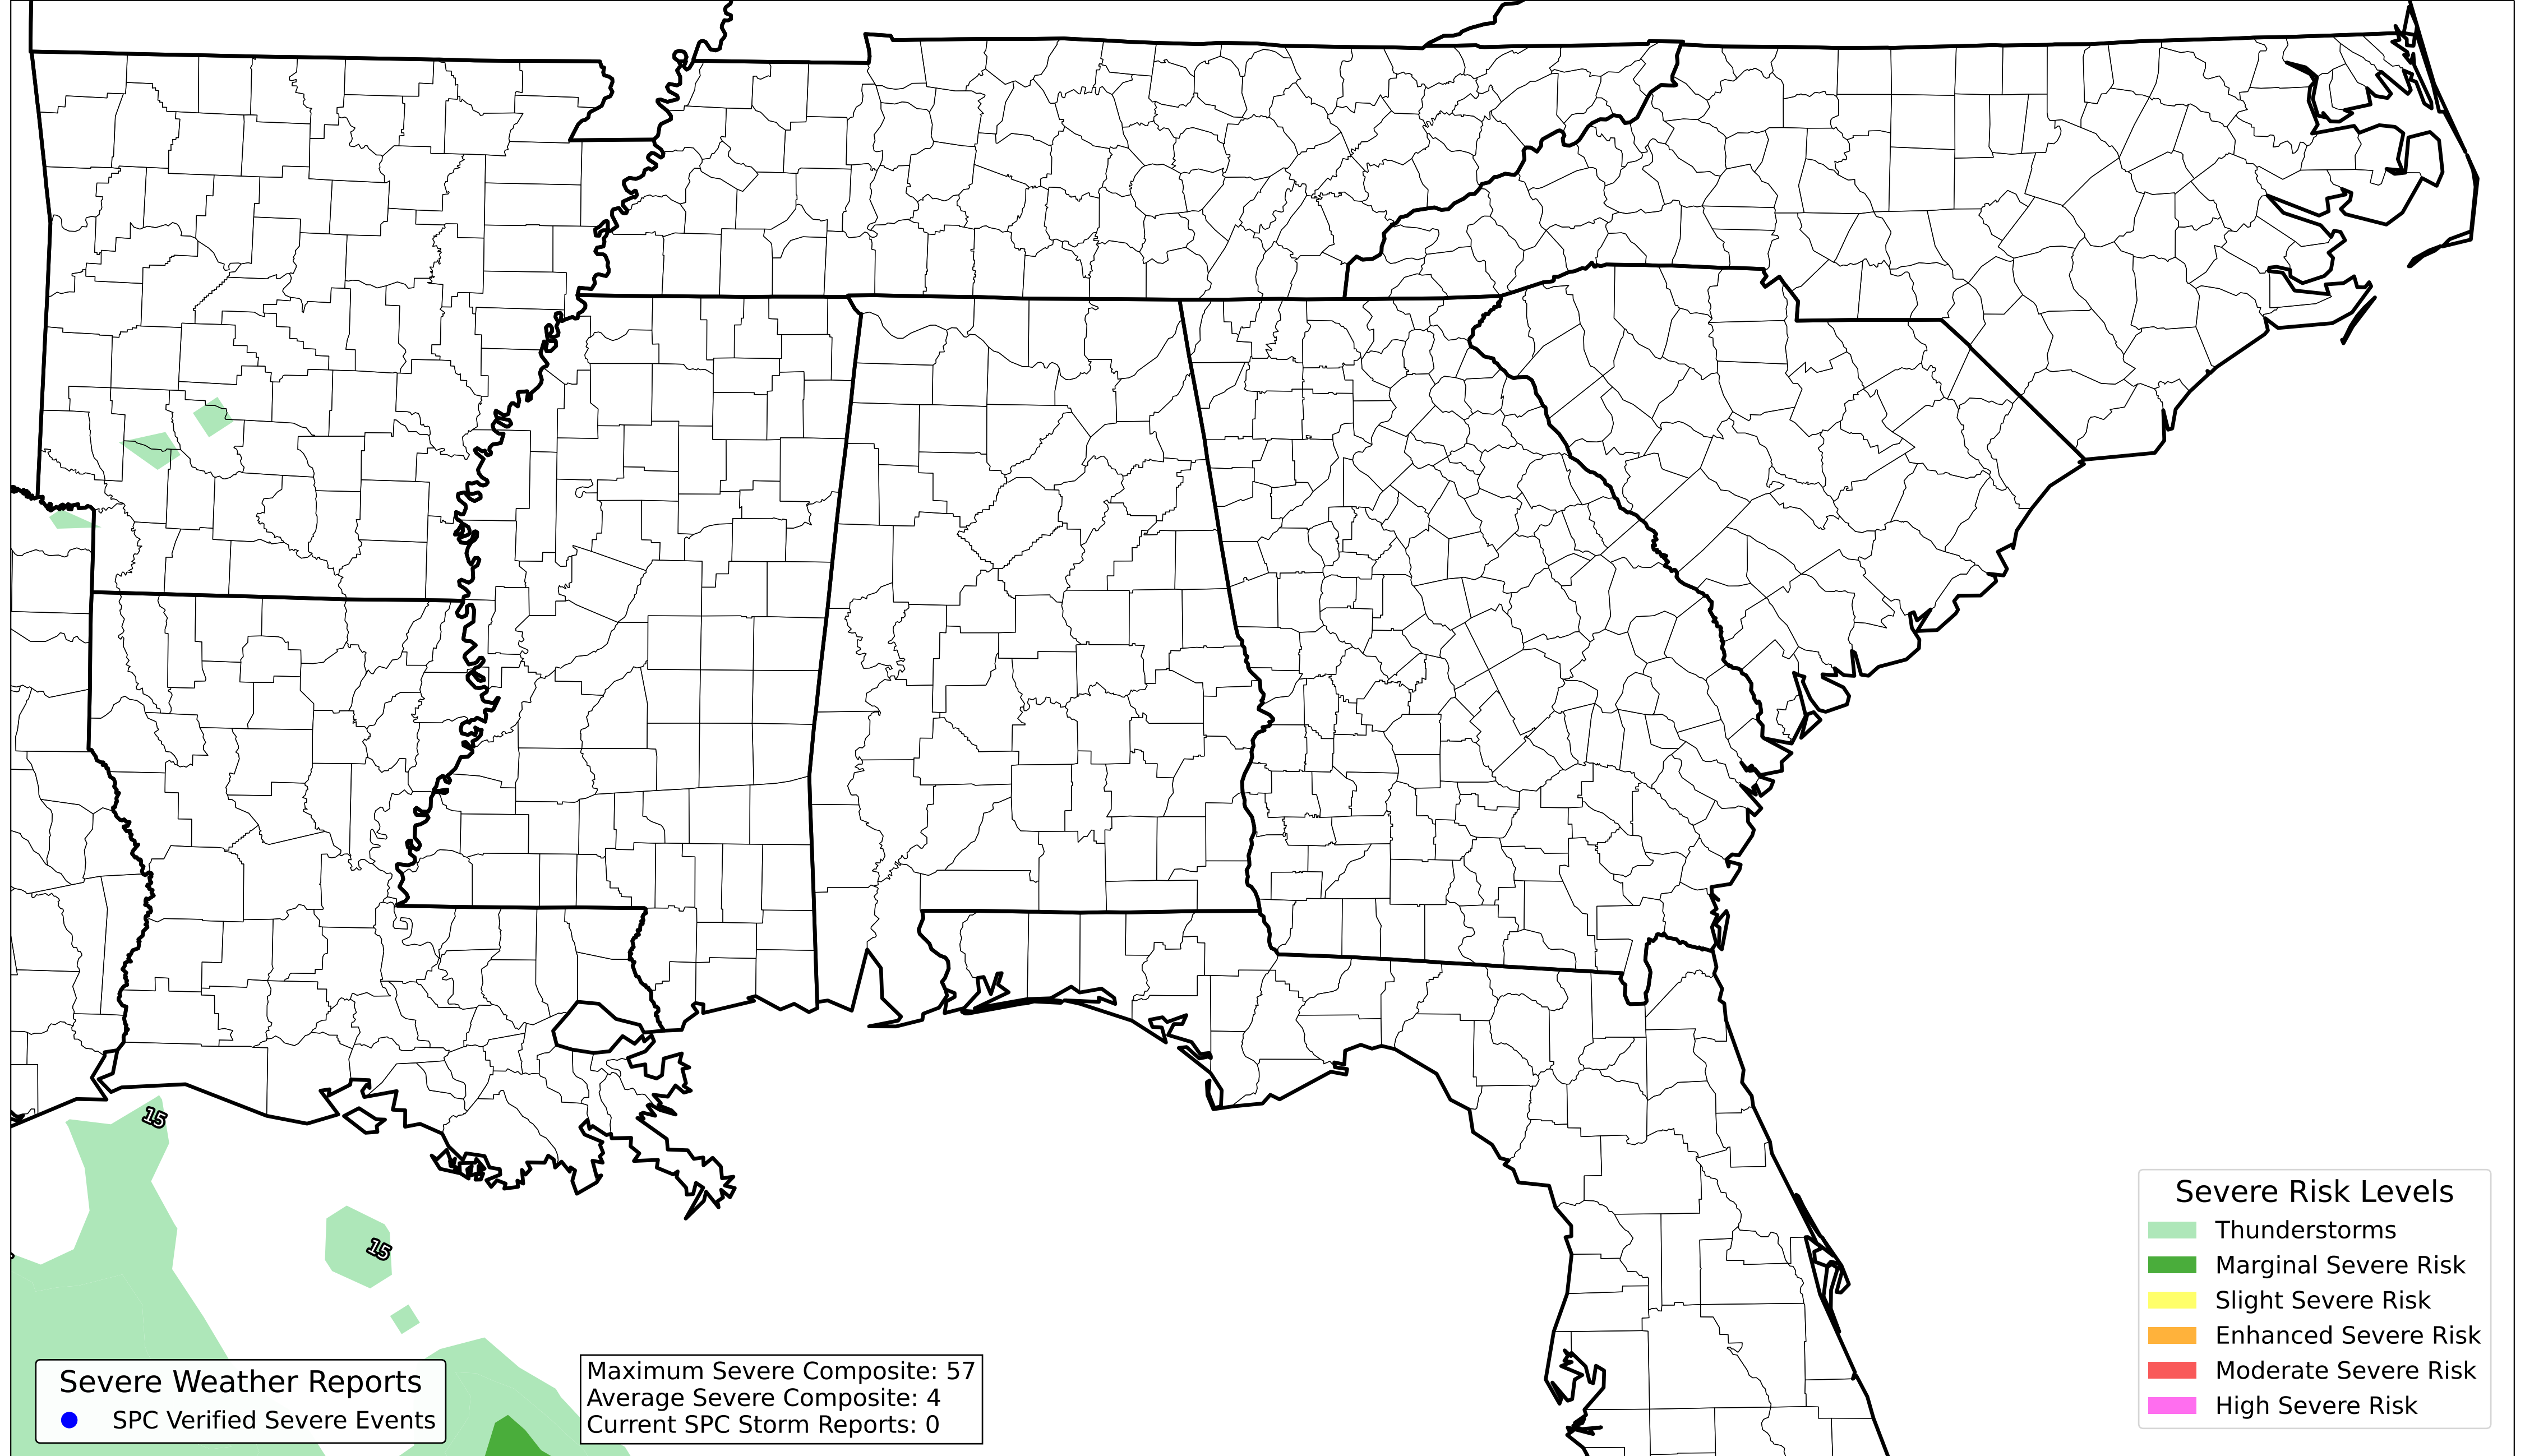 15
15
Severe Weather Reports
SPC Verified Severe Events
Maximum Severe Composite: 57
Average Severe Composite: 4
Current SPC Storm Reports: 0
Severe Risk Levels
Thunderstorms
Marginal Severe Risk
Slight Severe Risk
Enhanced Severe Risk
Moderate Severe Risk
High Severe Risk